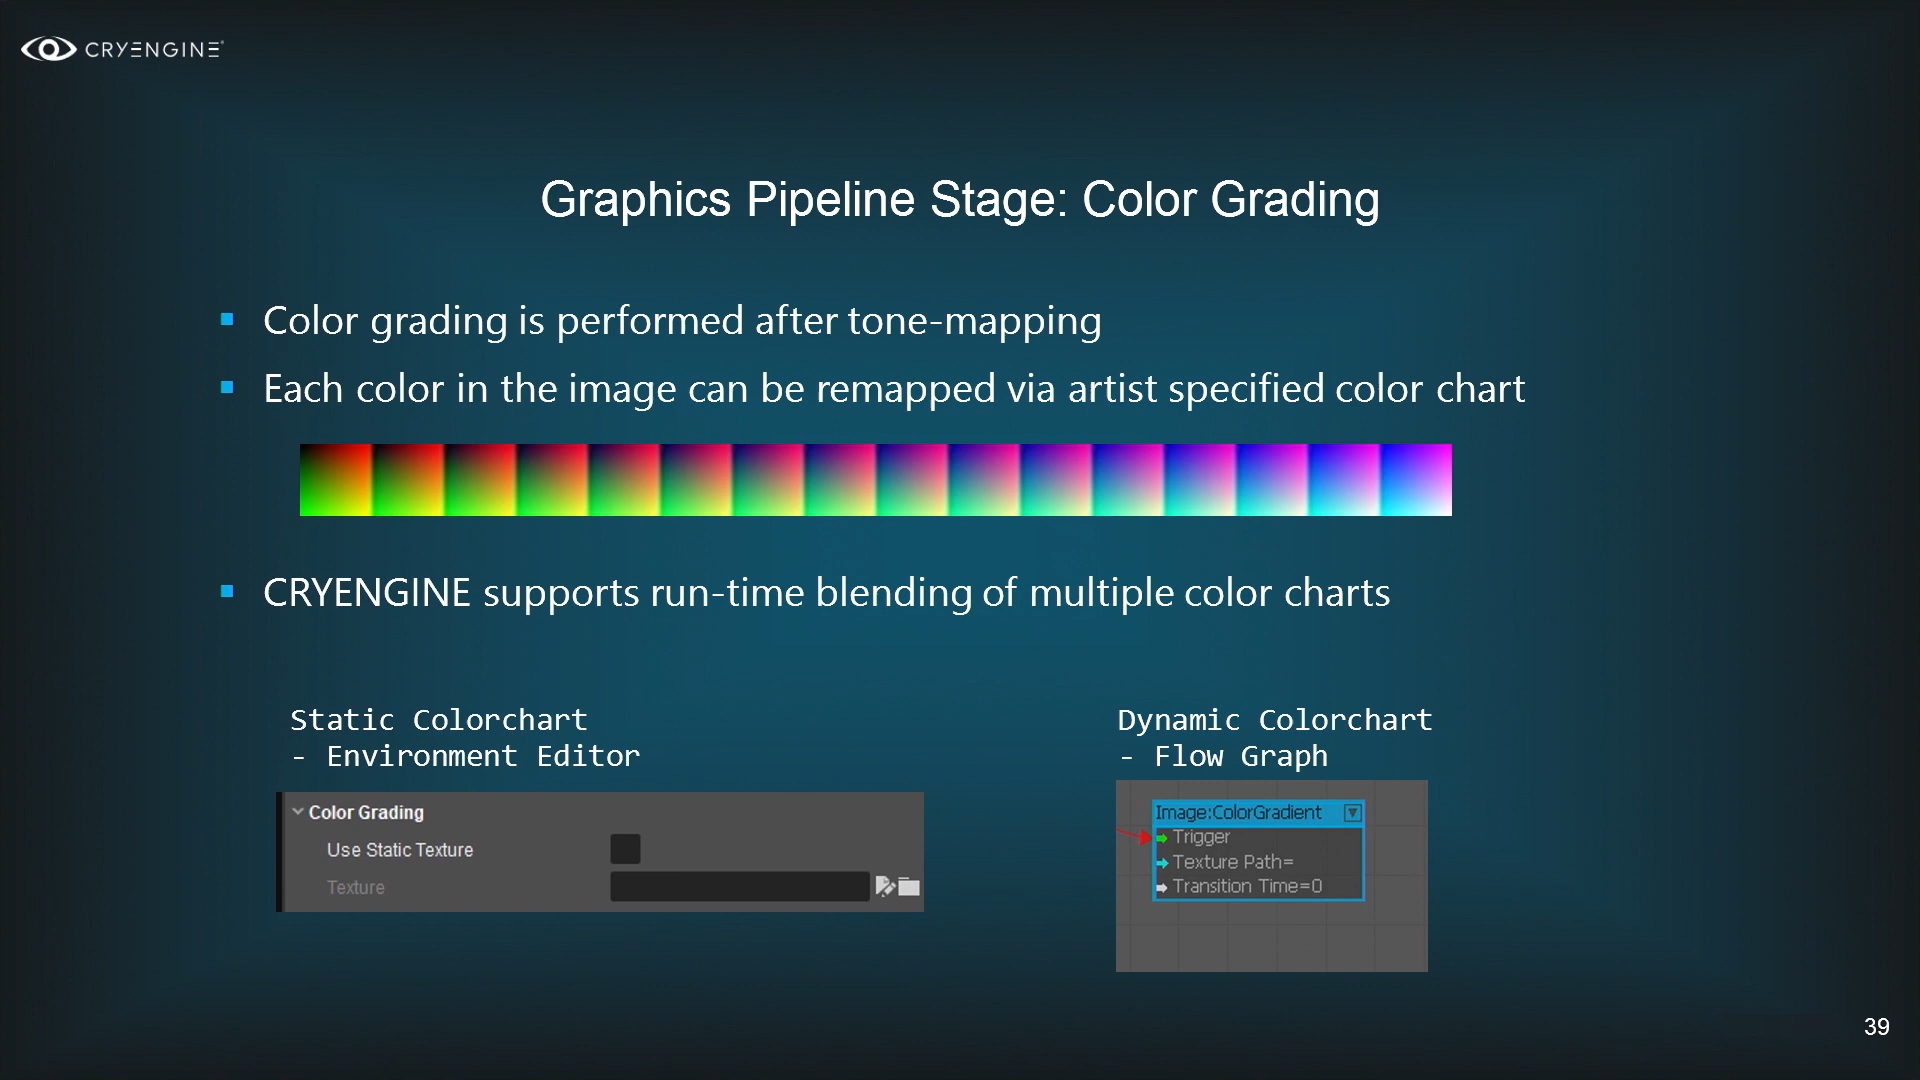 CRYENGINE
Graphics Pipeline Stage: Color Grading
Color grading is performed after tone-mapping
Each color in the image can be remapped via artist specified color chart
CRYENGINE supports run-time blending of multiple color charts
Static Colorchart
- Environment Editor
Color Grading
Use Static Texture
Texture
Dynamic Colorchart
- Flow Graph
Image:ColorGradient
Trigger
Texture Path=
Transition Time=0
39